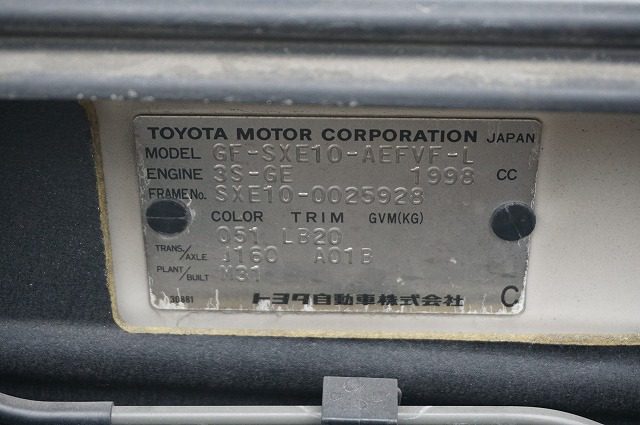 TOYOTA MOTOR CORPORATION JAPAN
MODEL GF-SXE10-AEFVF-L
ENGINE 3S-GE 1998 CC
FRAME No. SXE10-0025928
COLOR TRIM GVM(KG)
051 LB20
TRANS./AXLE J160 A01B
PLANT/BUILT M31
30881 トヨタ自動車株式会社 C